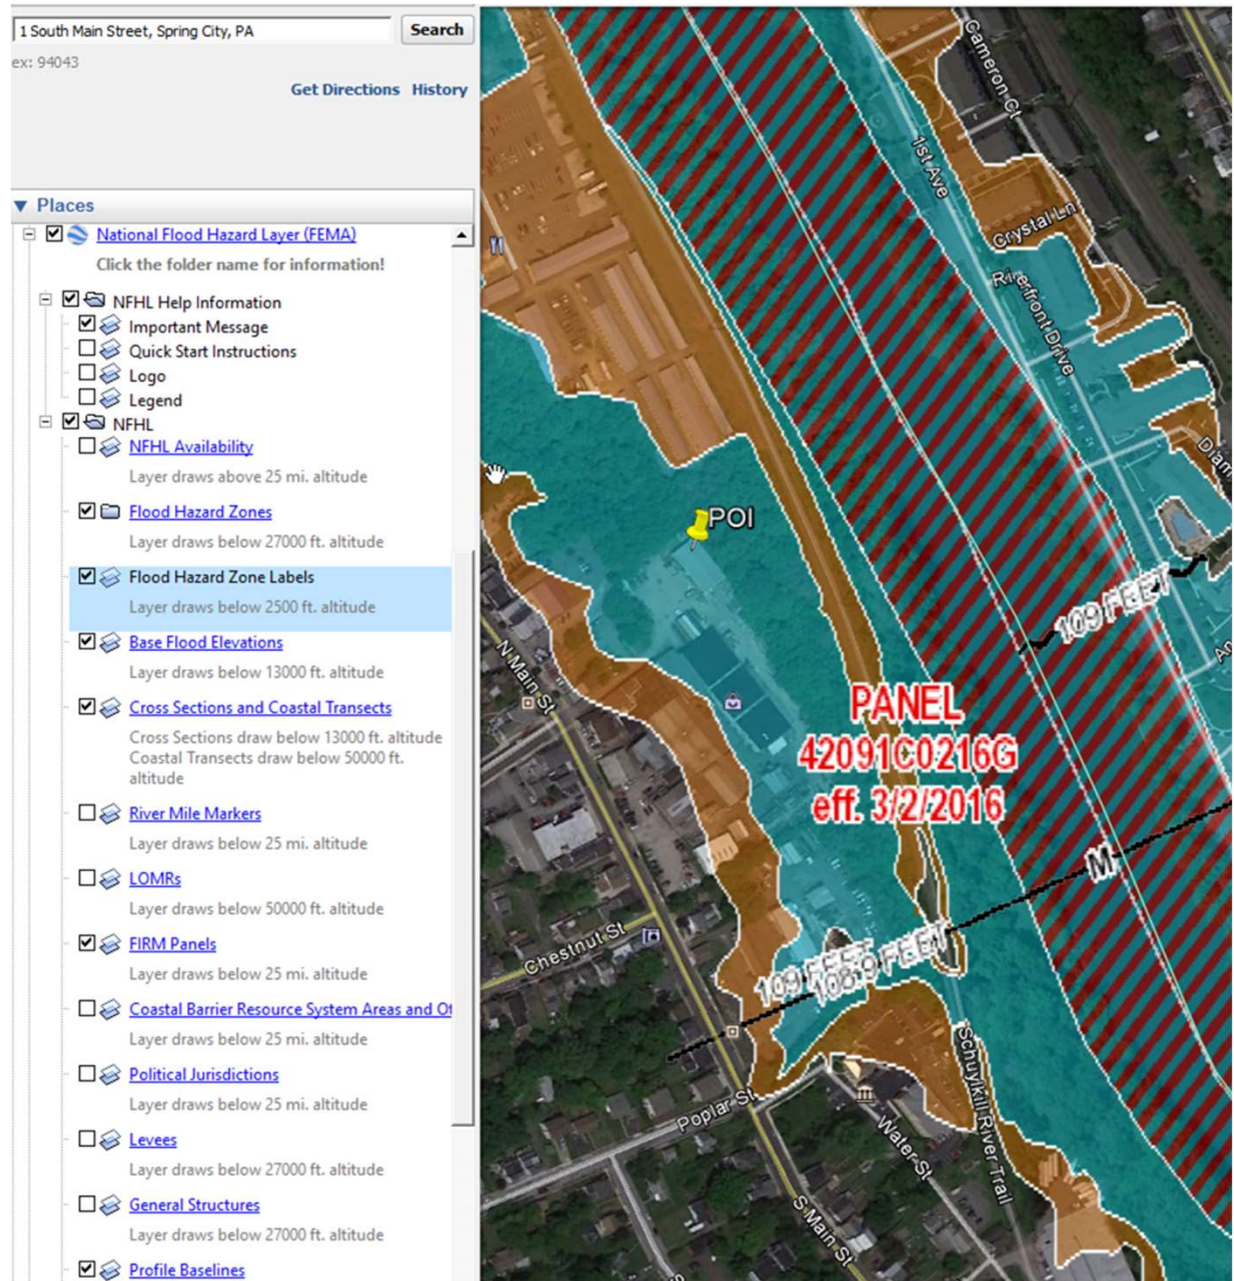 1 South Main Street, Spring City, PA
Search
ex: 94043
Get Directions History
Places
National Flood Hazard Layer (FEMA)
Click the folder name for information!
NFHL Help Information
Important Message
Quick Start Instructions
Logo
Legend
NFHL
NFHL Availability
Layer draws above 25 mi. altitude
Flood Hazard Zones
Layer draws below 27000 ft. altitude
Flood Hazard Zone Labels
Layer draws below 2500 ft. altitude
Base Flood Elevations
Layer draws below 13000 ft. altitude
Cross Sections and Coastal Transects
Cross Sections draw below 13000 ft. altitude
Coastal Transects draw below 50000 ft.
altitude
River Mile Markers
Layer draws below 25 mi. altitude
LOMRs
Layer draws below 50000 ft. altitude
FIRM Panels
Layer draws below 25 mi. altitude
Coastal Barrier Resource System Areas and Ot
Layer draws below 25 mi. altitude
Political Jurisdictions
Layer draws below 25 mi. altitude
Levees
Layer draws below 27000 ft. altitude
General Structures
Layer draws below 27000 ft. altitude
Profile Baselines
Cameron Ct
1st Ave
Crystal Ln
Riverfront Drive
Diam
POI
109 FEET
N Main St
PANEL
42091C0216G
eff. 3/2/2016
M
Chestnut St
109 FEET
108.9 FEET
Poplar St
Water St
Schuylkill River Trail
S Main St